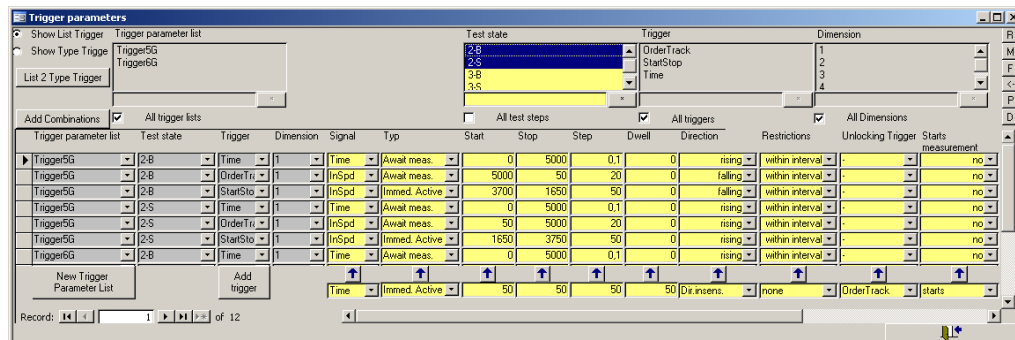 Trigger parameters
Show List Trigger Trigger parameter list Test state Trigger Dimension R
Show Type Trigge Trigger5G 2-B OrderTrack 1 M
Trigger6G 2-S StartStop 2
List 2 Type Trigger 3-B Time 3 F
3-S 4 <-
* * * * P
Add Combinations All trigger lists All test steps All triggers All Dimensions D
Trigger parameter list Test state Trigger Dimension Signal Typ Start Stop Step Dwell Direction Restrictions Unlocking Trigger Starts measurement
Trigger5G 2-B Time 1 Time Await meas. 0 5000 0,1 0 rising within interval - no
Trigger5G 2-B OrderTra 1 InSpd Await meas. 5000 50 20 0 falling within interval - no
Trigger5G 2-B StartSto 1 InSpd Immed. Active 3700 1650 50 0 falling within interval - no
Trigger5G 2-S Time 1 Time Await meas. 0 5000 0,1 0 rising within interval - no
Trigger5G 2-S OrderTra 1 InSpd Await meas. 50 5000 20 0 rising within interval - no
Trigger5G 2-S StartSto 1 InSpd Immed. Active 1650 3750 50 0 rising within interval - no
Trigger6G 2-B Time 1 Time Await meas. 0 5000 0,1 0 rising within interval - no
New Trigger Parameter List Add trigger
Time Immed. Active 50 50 50 50 Dir.insens. none OrderTrack starts
Record: 1 of 12